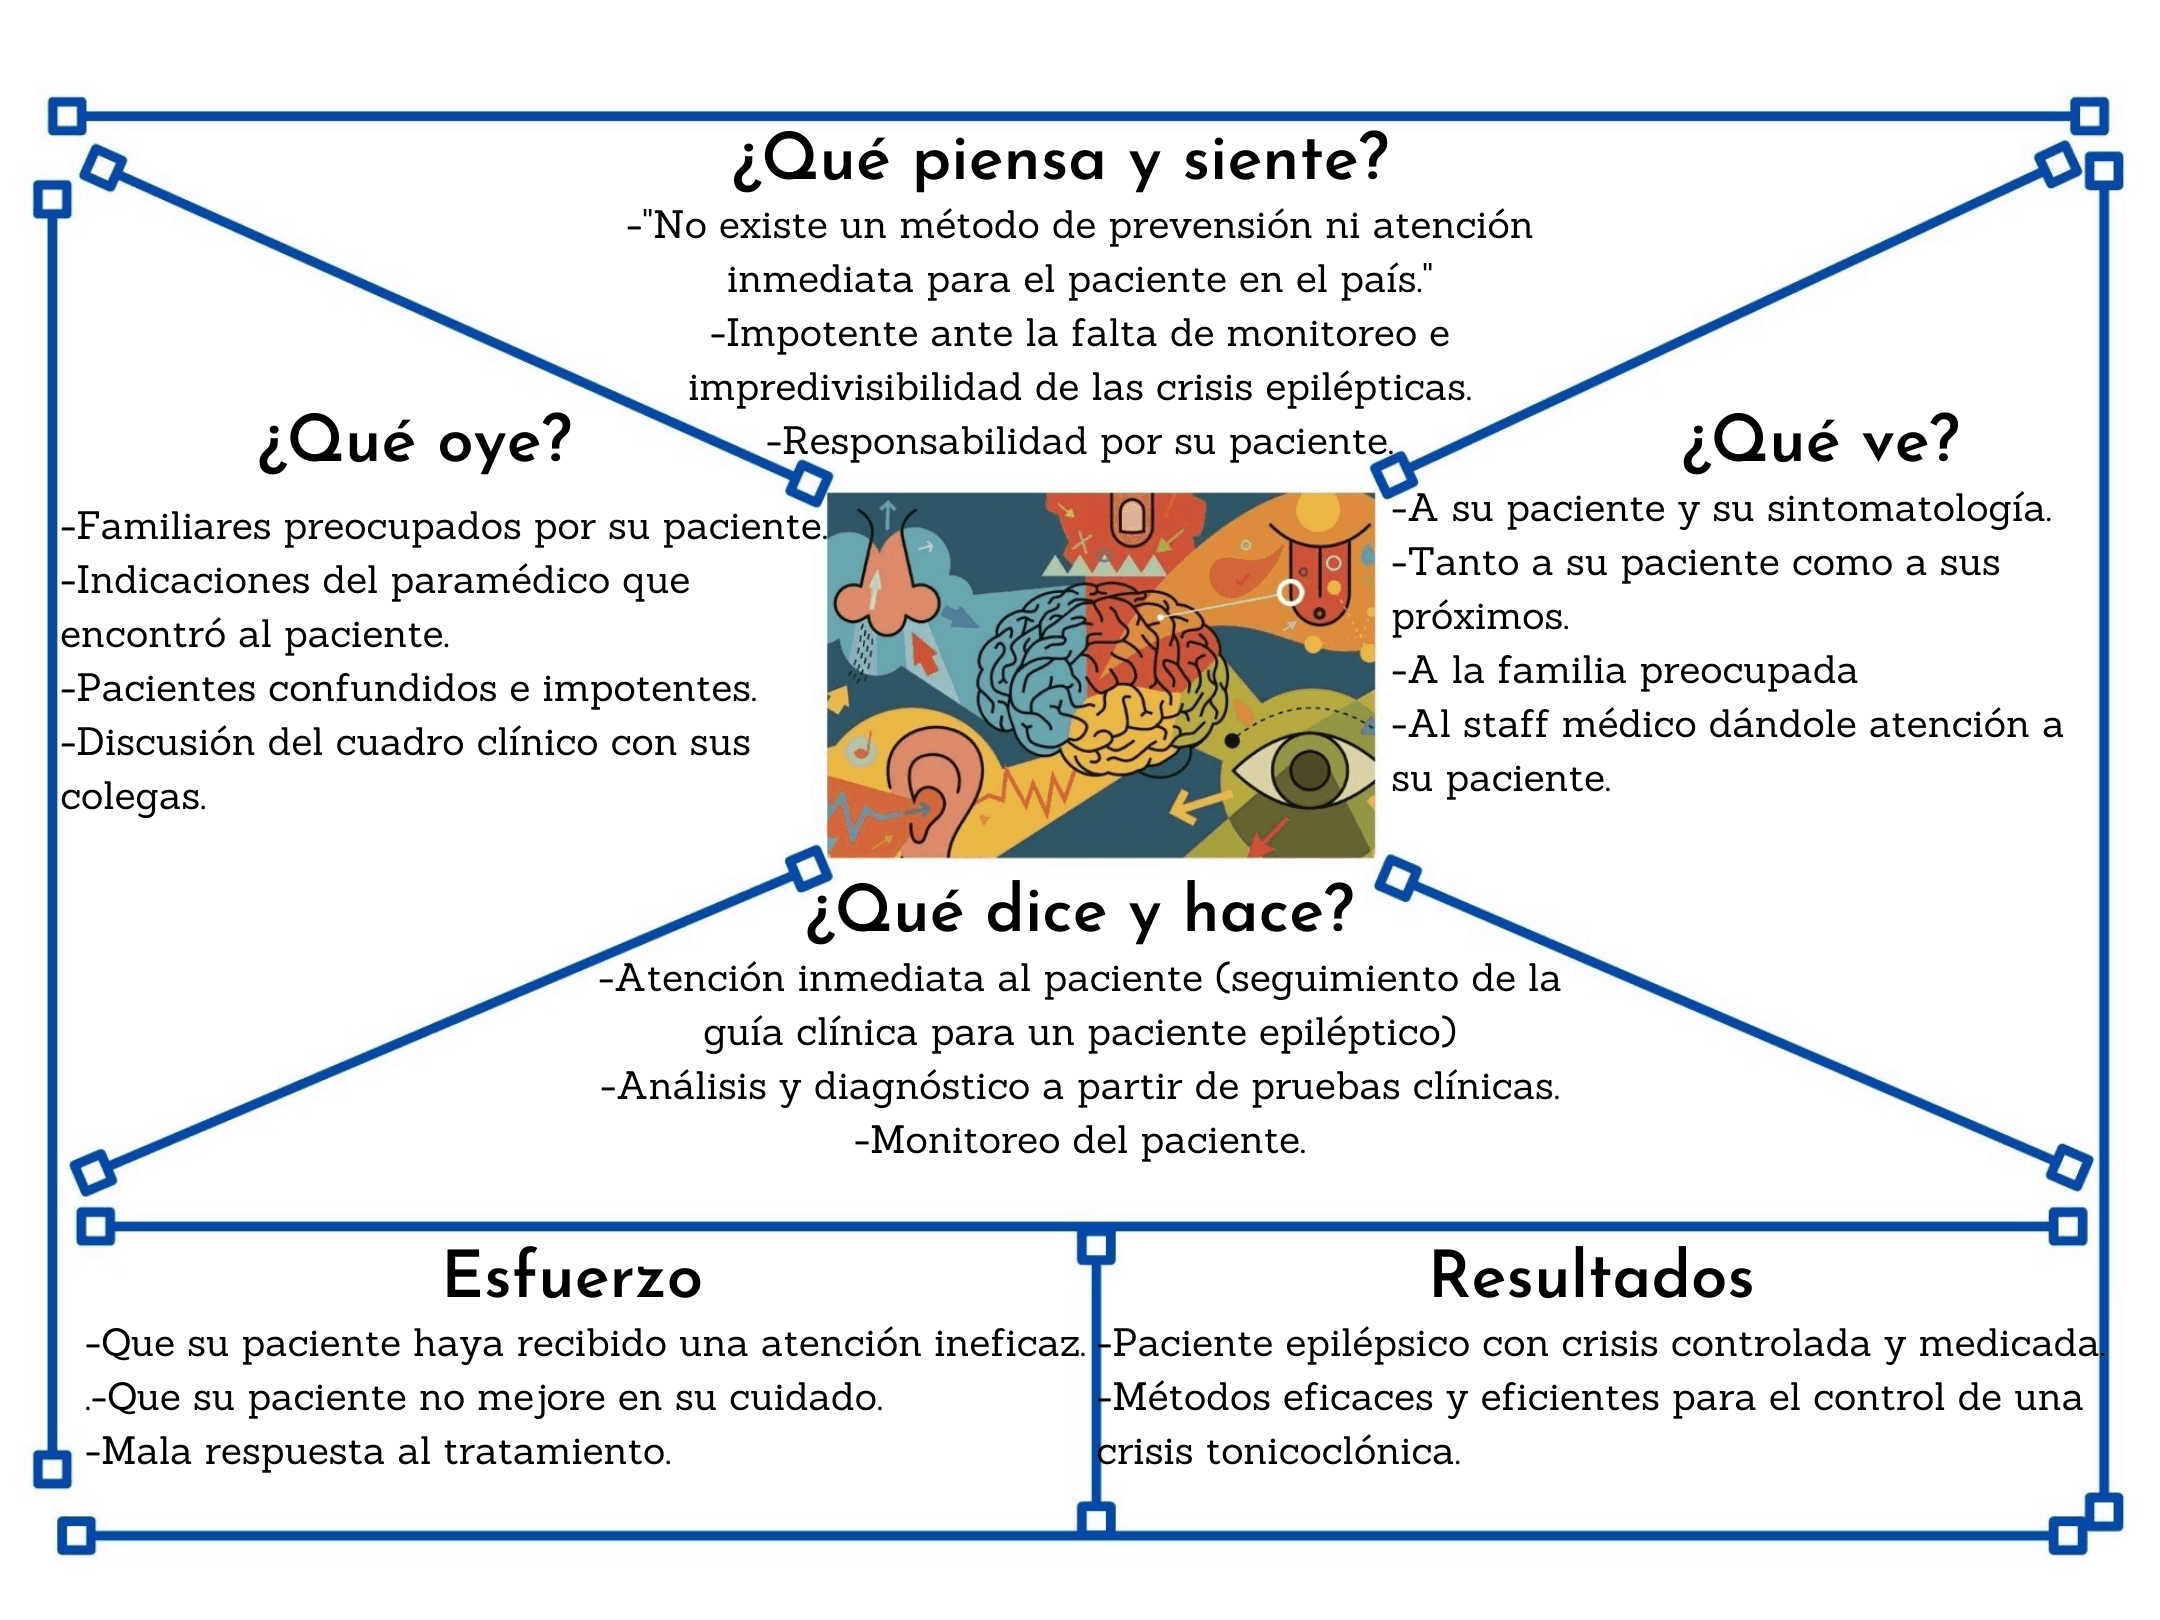 ¿Qué piensa y siente?
-"No existe un método de prevensión ni atención
inmediata para el paciente en el país."
-Impotente ante la falta de monitoreo e
impredivisibilidad de las crisis epilépticas.
-Responsabilidad por su paciente.
¿Qué oye?
-Familiares preocupados por su paciente.
-Indicaciones del paramédico que
encontró al paciente.
-Pacientes confundidos e impotentes.
-Discusión del cuadro clínico con sus
colegas.
¿Qué ve?
-A su paciente y su sintomatología.
-Tanto a su paciente como a sus
próximos.
-A la familia preocupada
-Al staff médico dándole atención a
su paciente.
¿Qué dice y hace?
-Atención inmediata al paciente (seguimiento de la
guía clínica para un paciente epiléptico)
-Análisis y diagnóstico a partir de pruebas clínicas.
-Monitoreo del paciente.
Esfuerzo
-Que su paciente haya recibido una atención ineficaz.
.-Que su paciente no mejore en su cuidado.
-Mala respuesta al tratamiento.
Resultados
-Paciente epilépsico con crisis controlada y medicada.
-Métodos eficaces y eficientes para el control de una
crisis tonicoclónica.